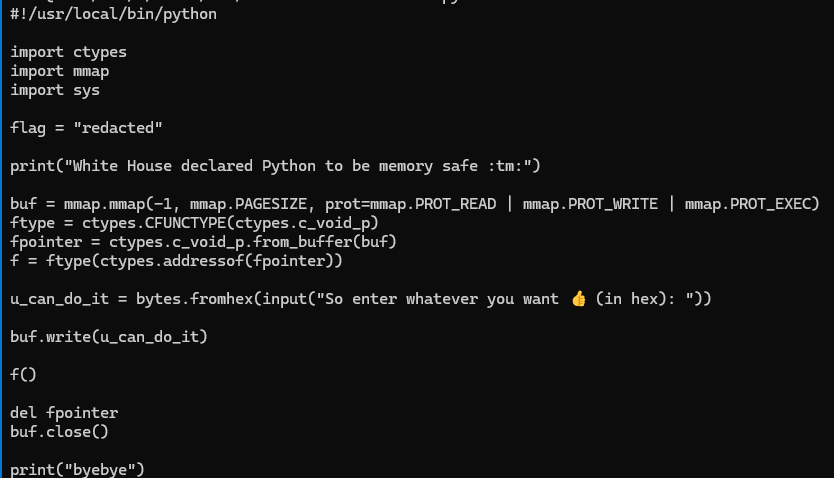 #!/usr/local/bin/python
import ctypes
import mmap
import sys
flag = "redacted"
print("White House declared Python to be memory safe :tm:")
buf = mmap.mmap(-1, mmap.PAGESIZE, prot=mmap.PROT_READ | mmap.PROT_WRITE | mmap.PROT_EXEC)
ftype = ctypes.CFUNCTYPE(ctypes.c_void_p)
fpointer = ctypes.c_void_p.from_buffer(buf)
f = ftype(ctypes.addressof(fpointer))
u_can_do_it = bytes.fromhex(input("So enter whatever you want 👍 (in hex): "))
buf.write(u_can_do_it)
f()
del fpointer
buf.close()
print("byebye")